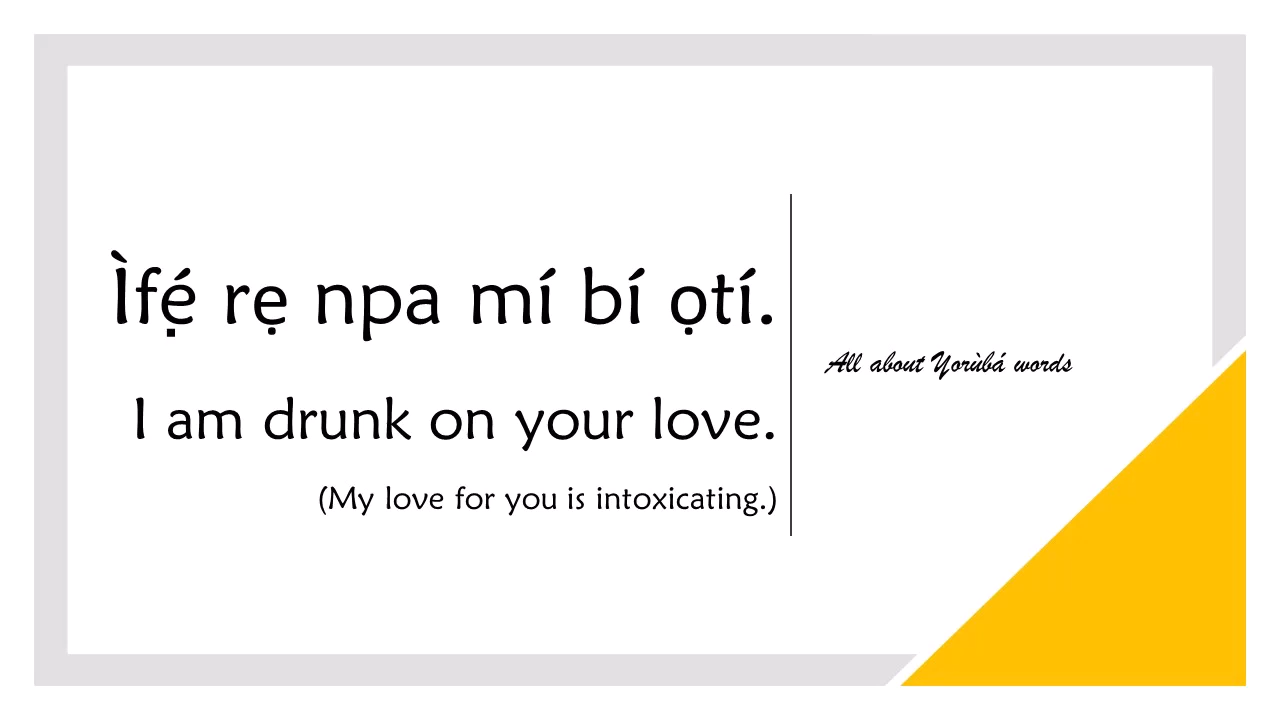 Ìfẹ́ rẹ npa mí bí ọtí.
I am drunk on your love.
(My love for you is intoxicating.)
All about Yorùbá words